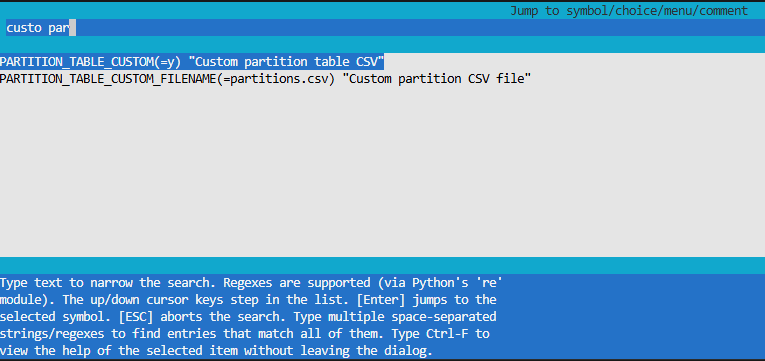 Jump to symbol/choice/menu/comment
custo par
PARTITION_TABLE_CUSTOM(=y) "Custom partition table CSV"
PARTITION_TABLE_CUSTOM_FILENAME(=partitions.csv) "Custom partition CSV file"
Type text to narrow the search. Regexes are supported (via Python's 're'
module). The up/down cursor keys step in the list. [Enter] jumps to the
selected symbol. [ESC] aborts the search. Type multiple space-separated
strings/regexes to find entries that match all of them. Type Ctrl-F to
view the help of the selected item without leaving the dialog.